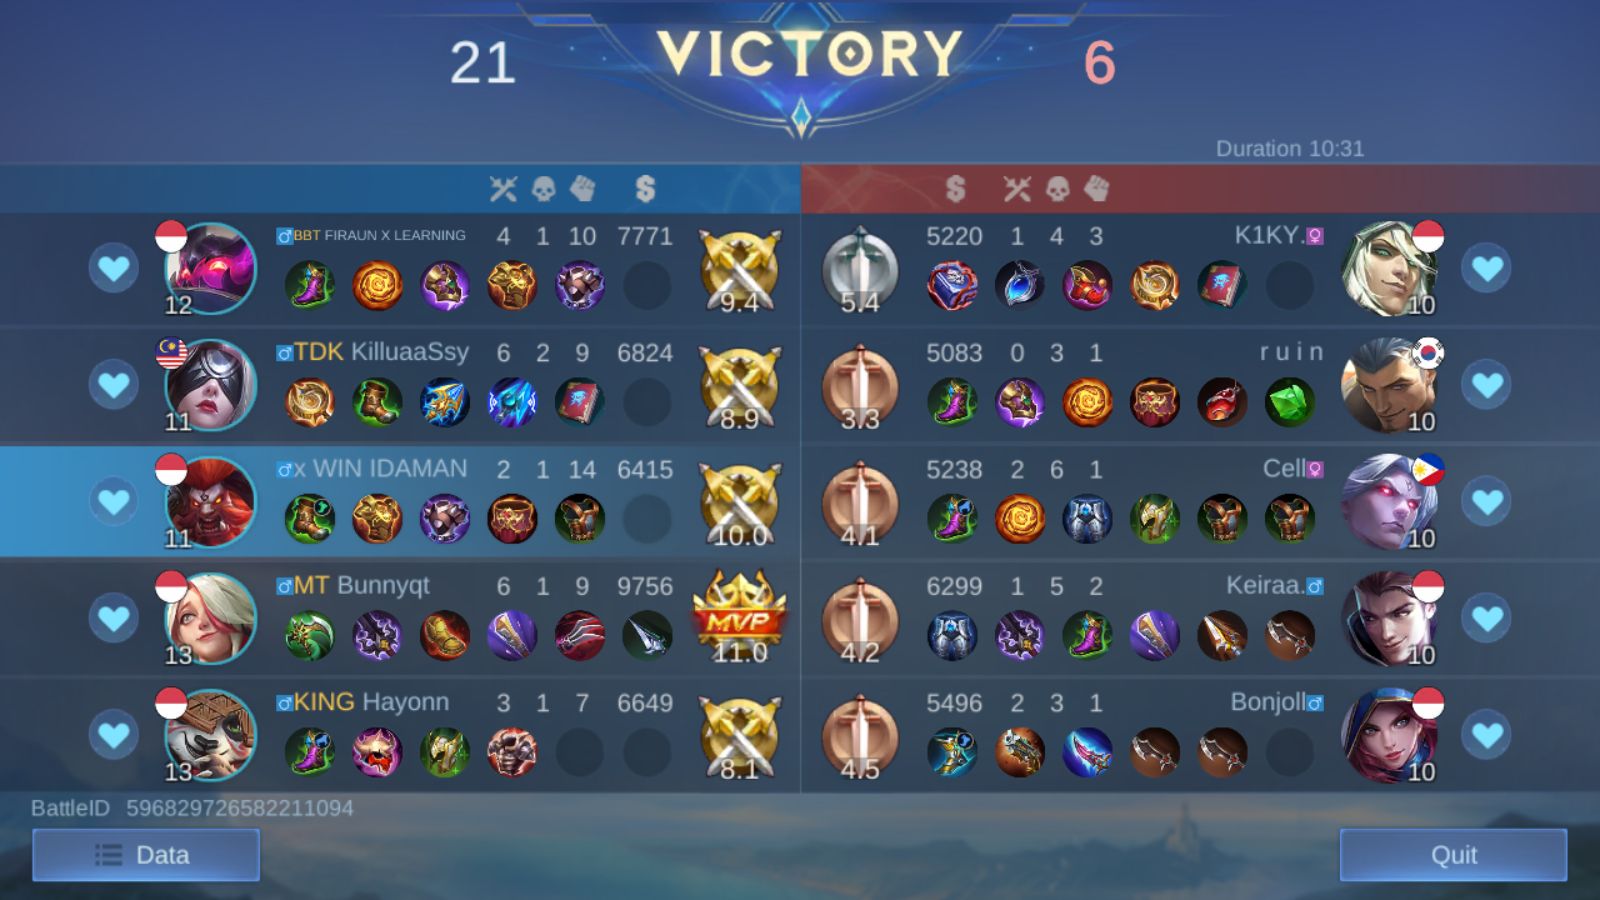 21 VICTORY 6
Duration 10:31
BBT FIRAUN X LEARNING 4 1 10 7771
12 9.4
5220 1 4 3 K1KY.
5.4 10
TDK KilluaaSsy 6 2 9 6824
11 8.9
5083 0 3 1 r u i n
3.3 10
x WIN IDAMAN 2 1 14 6415
11 10.0
5238 2 6 1 Cell
4.1 10
MT Bunnyqt 6 1 9 9756
MVP
13 11.0
6299 1 5 2 Keiraa.
4.2 10
KING Hayonn 3 1 7 6649
13 8.1
5496 2 3 1 Bonjoll
4.5 10
BattleID 596829726582211094
Data
Quit